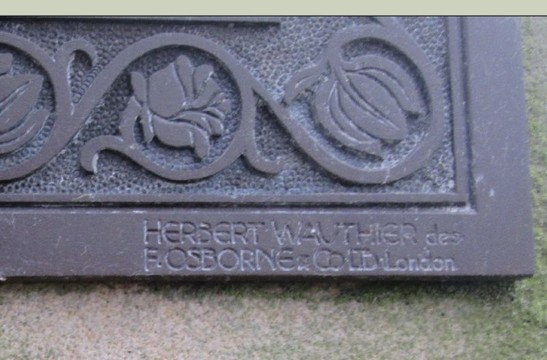 HERBERT WAUTHIER des.
F. OSBORNE & CO LTD · London